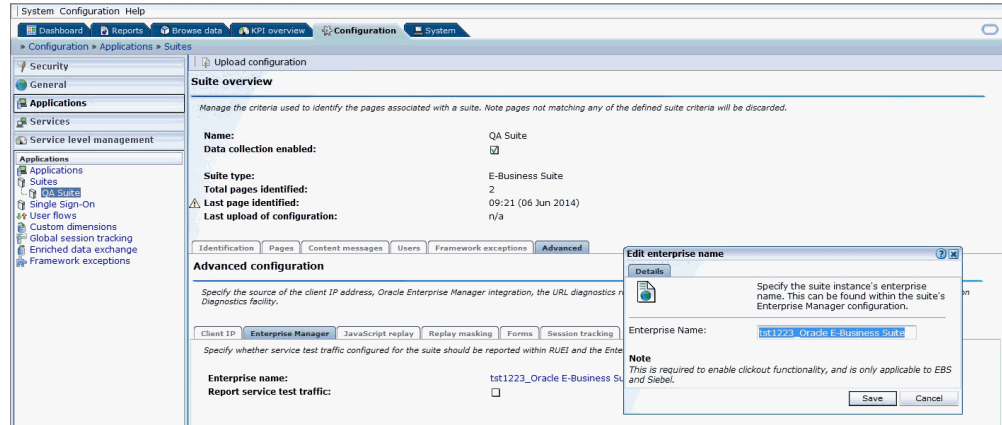 System Configuration Help
Dashboard Reports Browse data KPI overview Configuration System
» Configuration » Applications » Suites
Security
General
Applications
Services
Service level management
Applications
Applications
Suites
QA Suite
Single Sign-On
User flows
Custom dimensions
Global session tracking
Enriched data exchange
Framework exceptions
Upload configuration
Suite overview
Manage the criteria used to identify the pages associated with a suite. Note pages not matching any of the defined suite criteria will be discarded.
Name: QA Suite
Data collection enabled:
Suite type: E-Business Suite
Total pages identified: 2
Last page identified: 09:21 (06 Jun 2014)
Last upload of configuration: n/a
Identification Pages Content messages Users Framework exceptions Advanced
Advanced configuration
Specify the source of the client IP address, Oracle Enterprise Manager integration, the URL diagnostics r on
Diagnostics facility.
Client IP Enterprise Manager JavaScript replay Replay masking Forms Session tracking
Specify whether service test traffic configured for the suite should be reported within RUEI and the Ente
Enterprise name: tst1223_Oracle E-Business Su
Report service test traffic:
Edit enterprise name
Details
Specify the suite instance's enterprise
name. This can be found within the suite's
Enterprise Manager configuration.
Enterprise Name: tst1223_Oracle E-Business Suite
Note
This is required to enable clickout functionality, and is only applicable to EBS
and Siebel.
Save Cancel